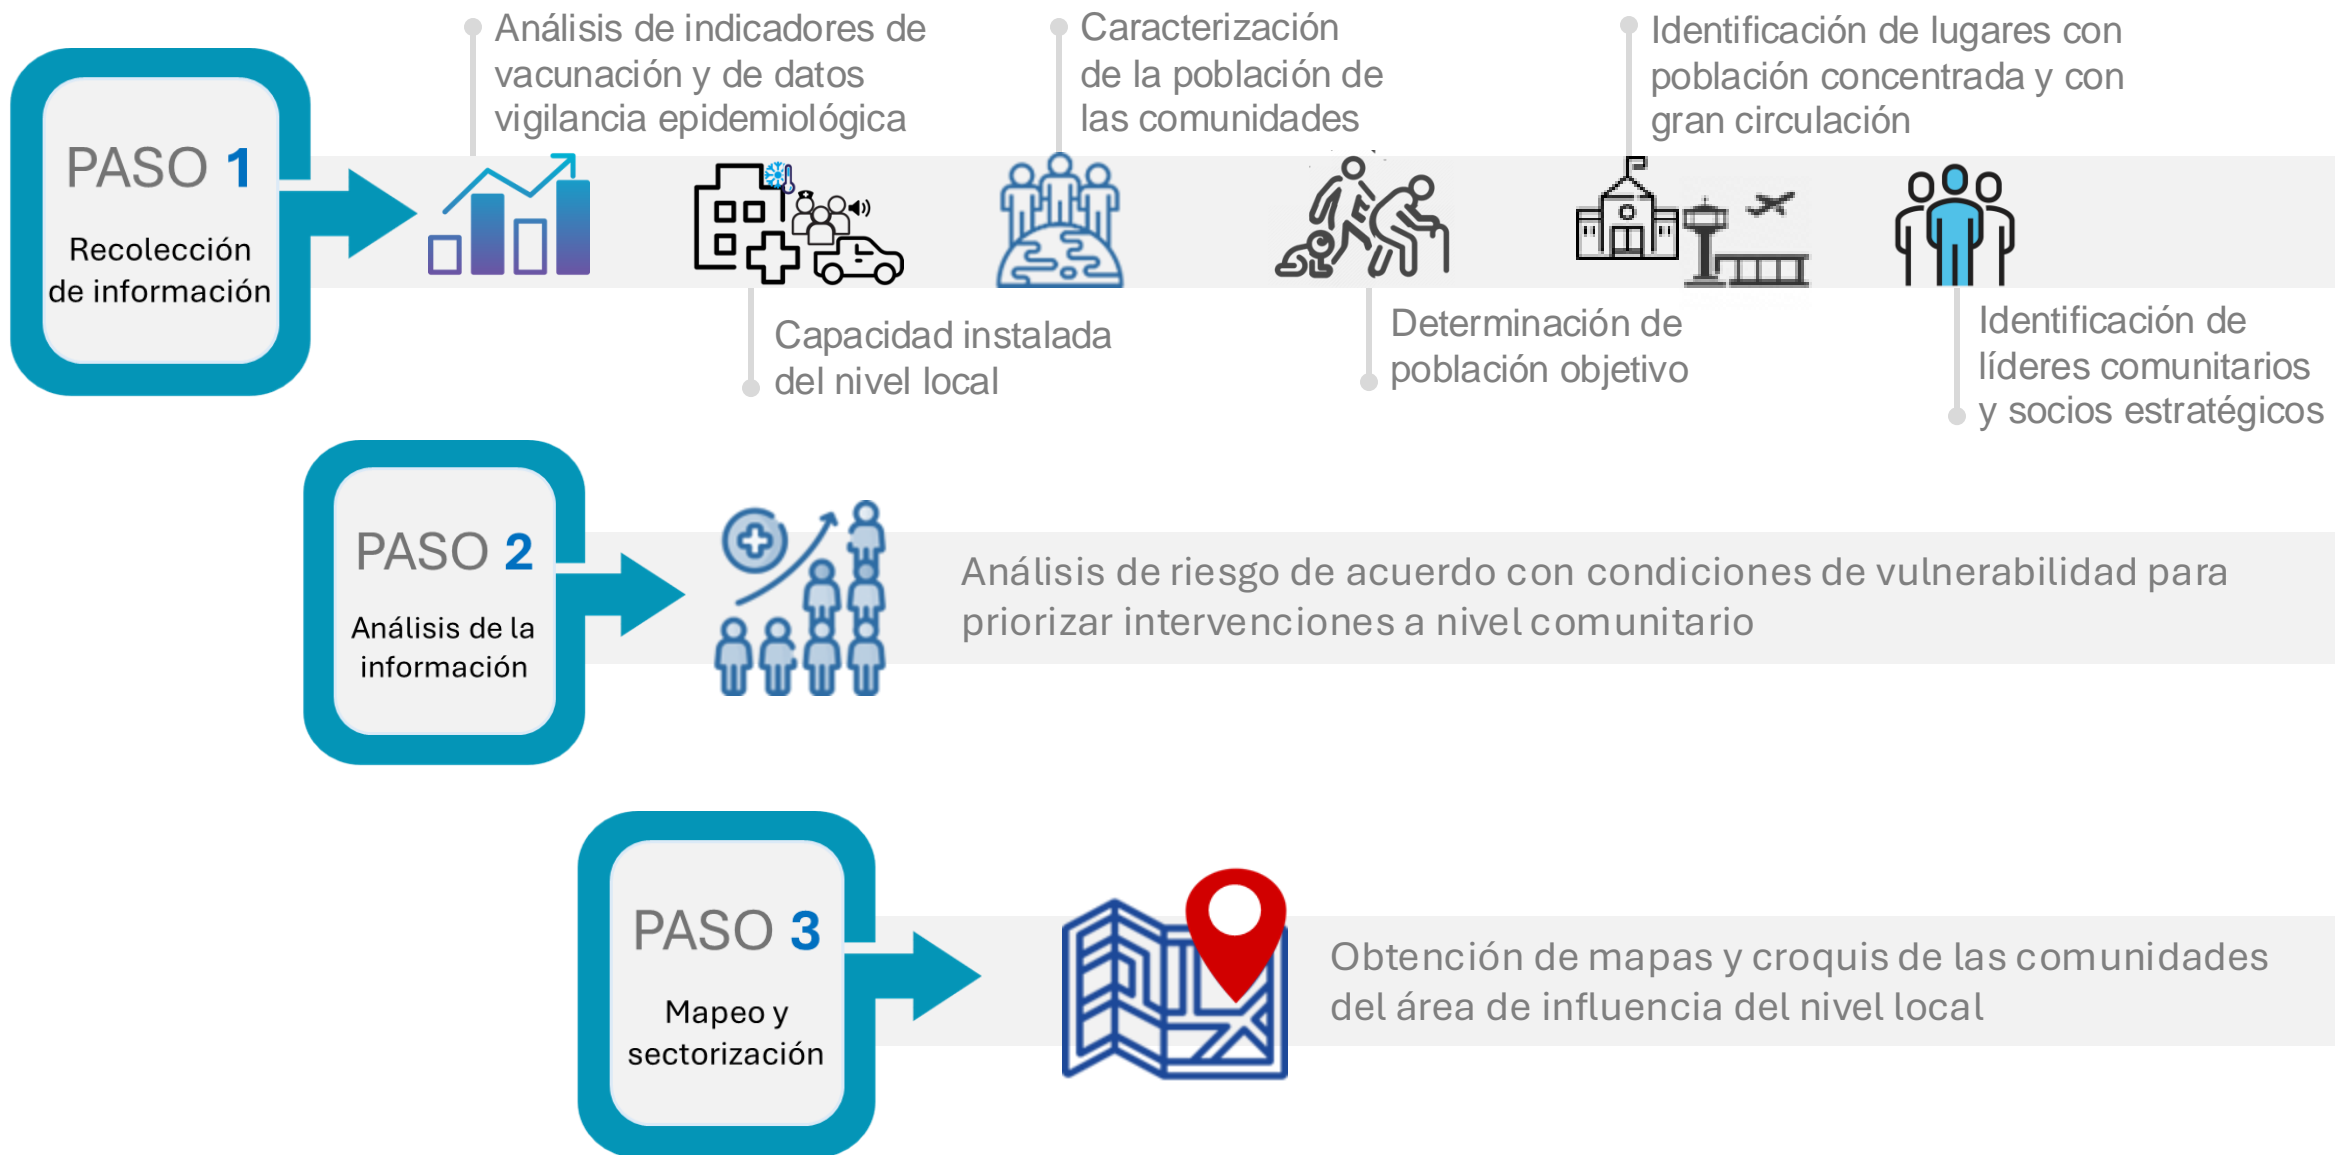 PASO 1
Recolección
de información
Análisis de indicadores de
vacunación y de datos
vigilancia epidemiológica
Capacidad instalada
del nivel local
Caracterización
de la población de
las comunidades
Determinación de
población objetivo
Identificación de lugares con
población concentrada y con
gran circulación
Identificación de
líderes comunitarios
y socios estratégicos
PASO 2
Análisis de la
información
Análisis de riesgo de acuerdo con condiciones de vulnerabilidad para
priorizar intervenciones a nivel comunitario
PASO 3
Mapeo y
sectorización
Obtención de mapas y croquis de las comunidades
del área de influencia del nivel local